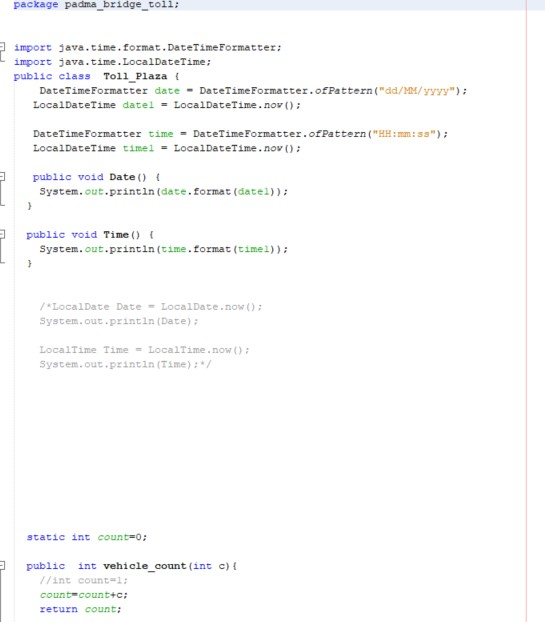 package padma_bridge_toll;
import java.time.format.DateTimeFormatter;
import java.time.LocalDateTime;
public class  Toll_Plaza {
DateTimeFormatter date = DateTimeFormatter.ofPattern("dd/MM/yyyy");
LocalDateTime date1 = LocalDateTime.now();
DateTimeFormatter time = DateTimeFormatter.ofPattern("HH:mm:ss");
LocalDateTime time1 = LocalDateTime.now();
public void Date() {
System.out.println(date.format(date1));
}
public void Time() {
System.out.println(time.format(time1));
}
/*LocalDate Date = LocalDate.now();
System.out.println(Date);
LocalTime Time = LocalTime.now();
System.out.println(Time);*/
static int count=0;
public  int vehicle_count(int c){
//int count=1;
count=count+c;
return count;